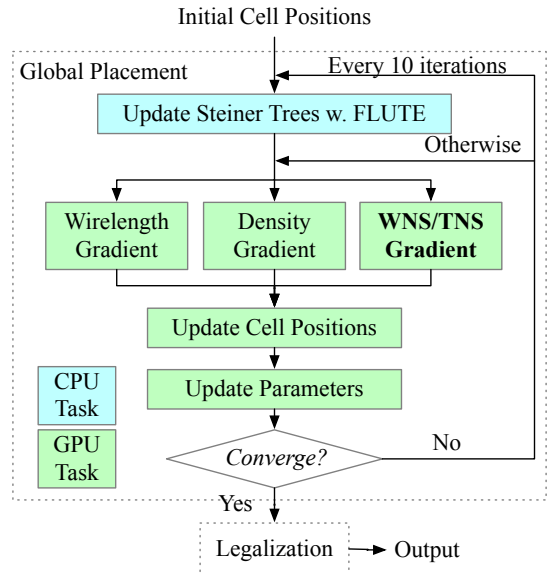 Initial Cell Positions
Global Placement
Every 10 iterations
Update Steiner Trees w. FLUTE
Otherwise
Wirelength
Gradient
Density
Gradient
WNS/TNS
Gradient
Update Cell Positions
Update Parameters
CPU
Task
GPU
Task
Converge?
No
Yes
Legalization
Output